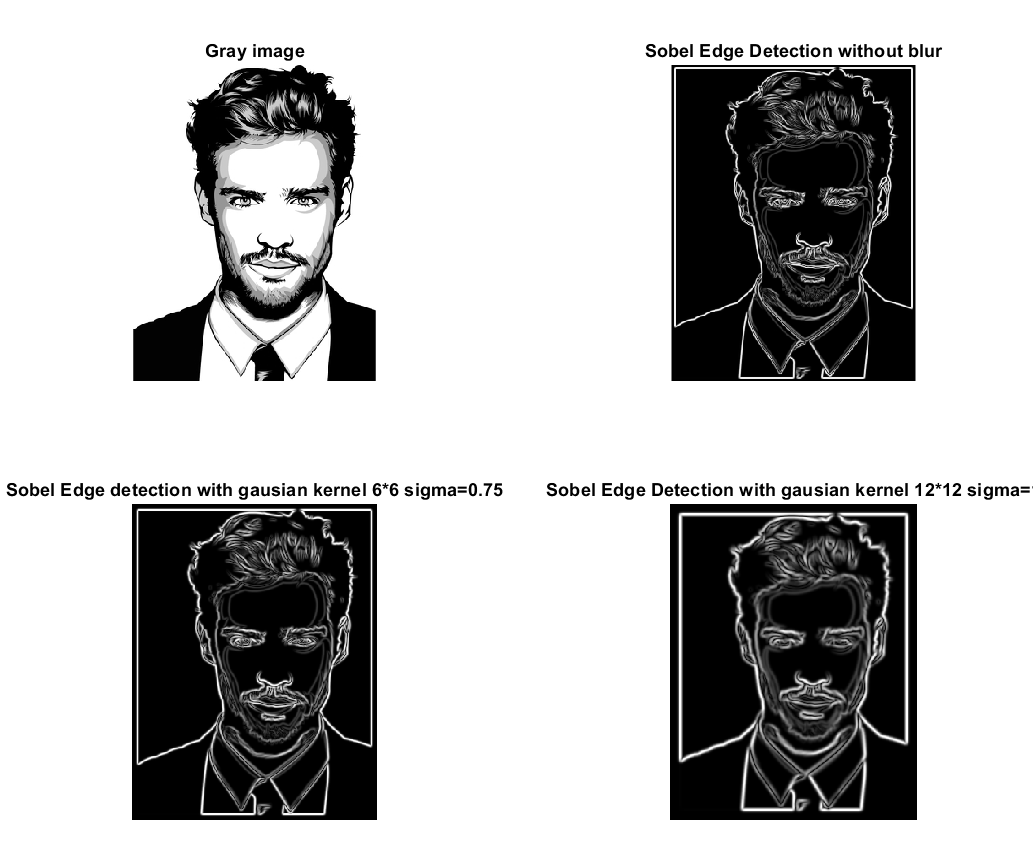 Gray image
Sobel Edge Detection without blur
Sobel Edge detection with gausian kernel 6*6 sigma=0.75
Sobel Edge Detection with gausian kernel 12*12 sigma=